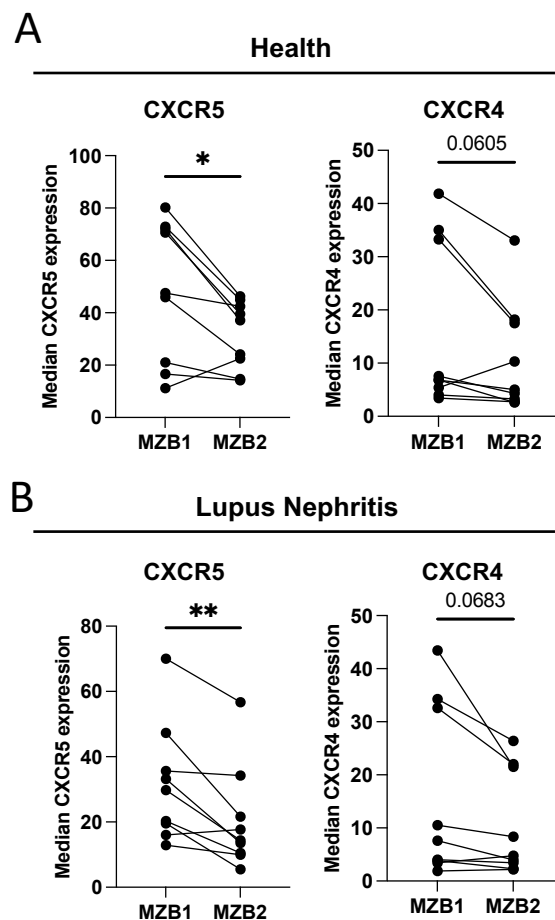 A
Health
CXCR5
CXCR4
*
0.0605
Median CXCR5 expression
100
80
60
40
20
0
MZB1 MZB2
Median CXCR4 expression
50
40
30
20
10
0
MZB1 MZB2
B
Lupus Nephritis
CXCR5
CXCR4
**
0.0683
Median CXCR5 expression
80
60
40
20
0
MZB1 MZB2
Median CXCR4 expression
50
40
30
20
10
0
MZB1 MZB2